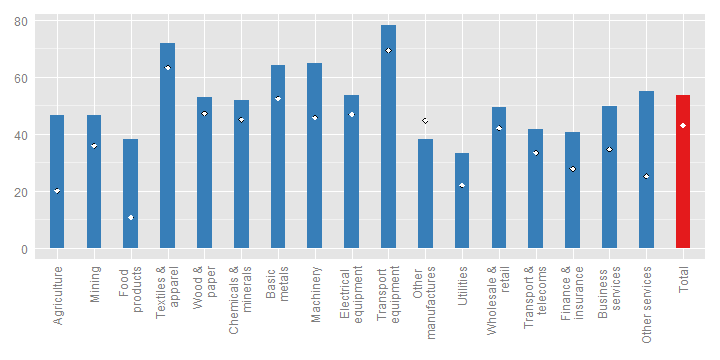 80
60
40
20
0
Agriculture
Mining
Food
products
Textiles &
apparel
Wood &
paper
Chemicals &
minerals
Basic
metals
Machinery
Electrical
equipment
Transport
equipment
Other
manufactures
Utilities
Wholesale &
retail
Transport &
telecoms
Finance &
insurance
Business
services
Other services
Total